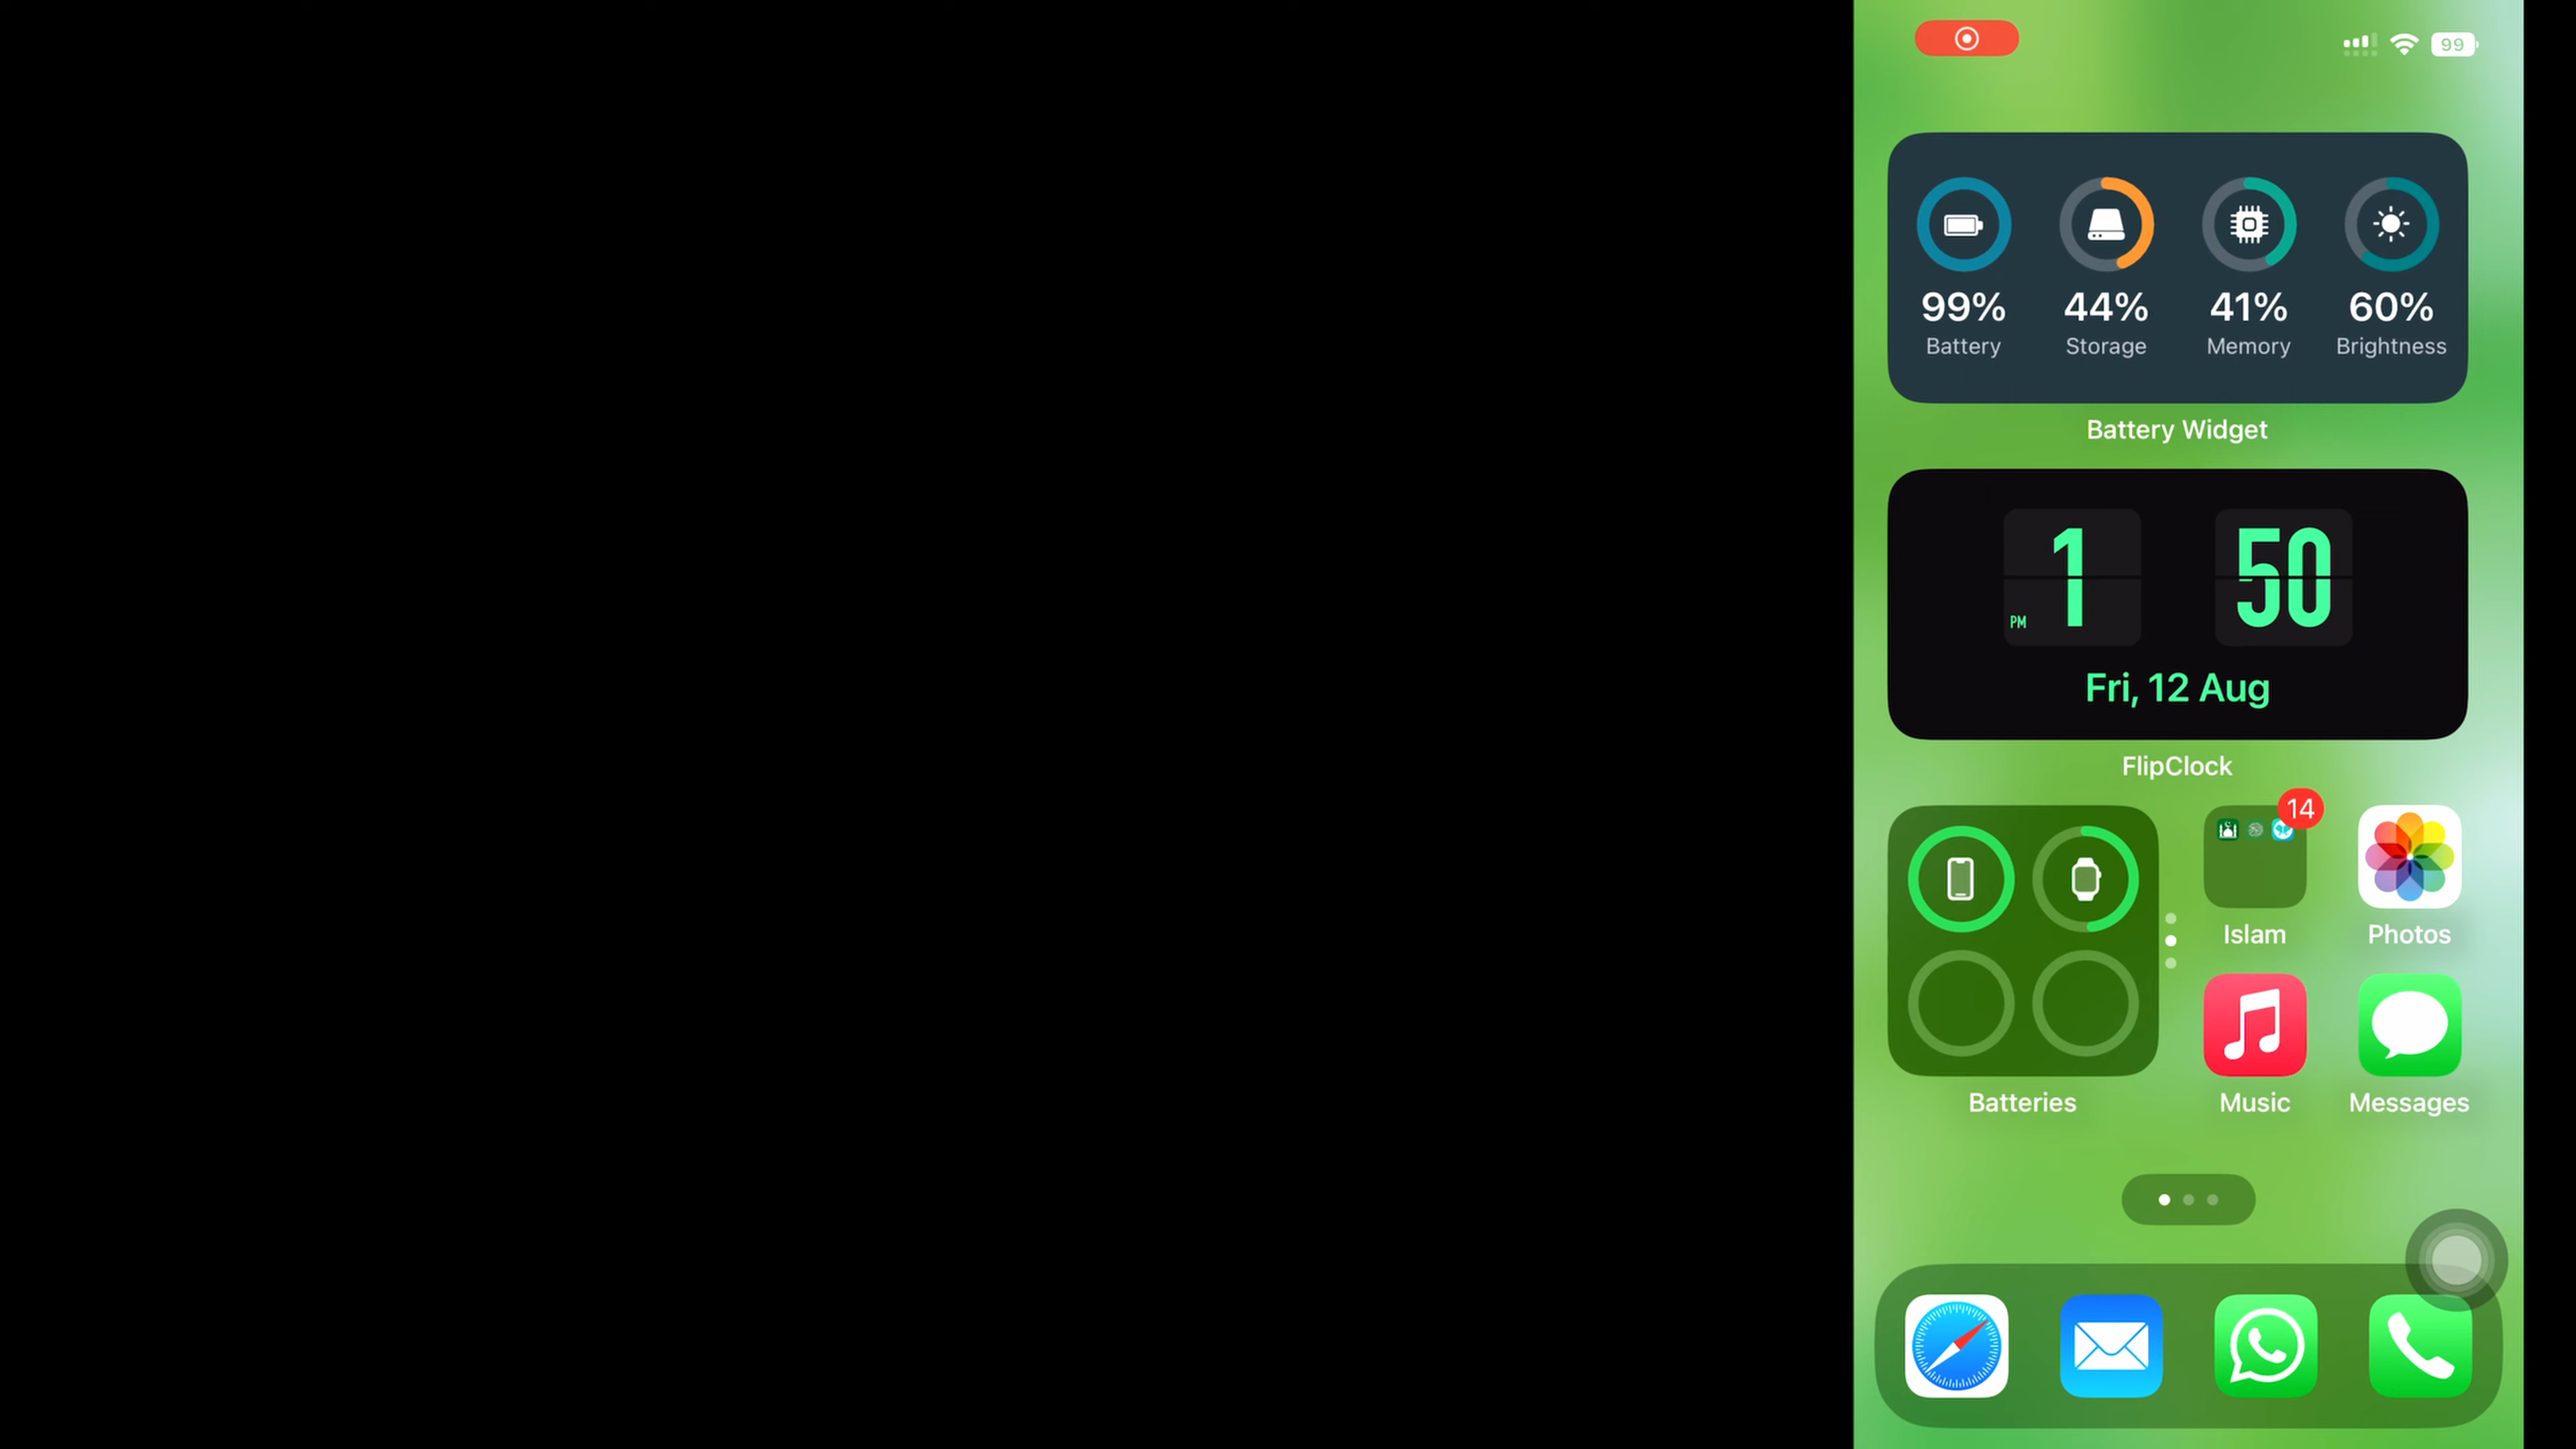 99
99% 44% 41% 60%
Battery Storage Memory Brightness
Battery Widget
1 50
PM
Fri, 12 Aug
FlipClock
14
Islam Photos
Music Messages
Batteries